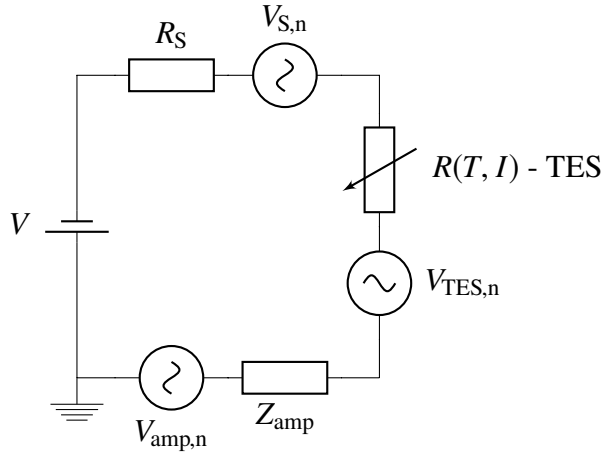 V_S,n
R_S
R(T, I) - TES
V
V_TES,n
Z_amp
V_amp,n